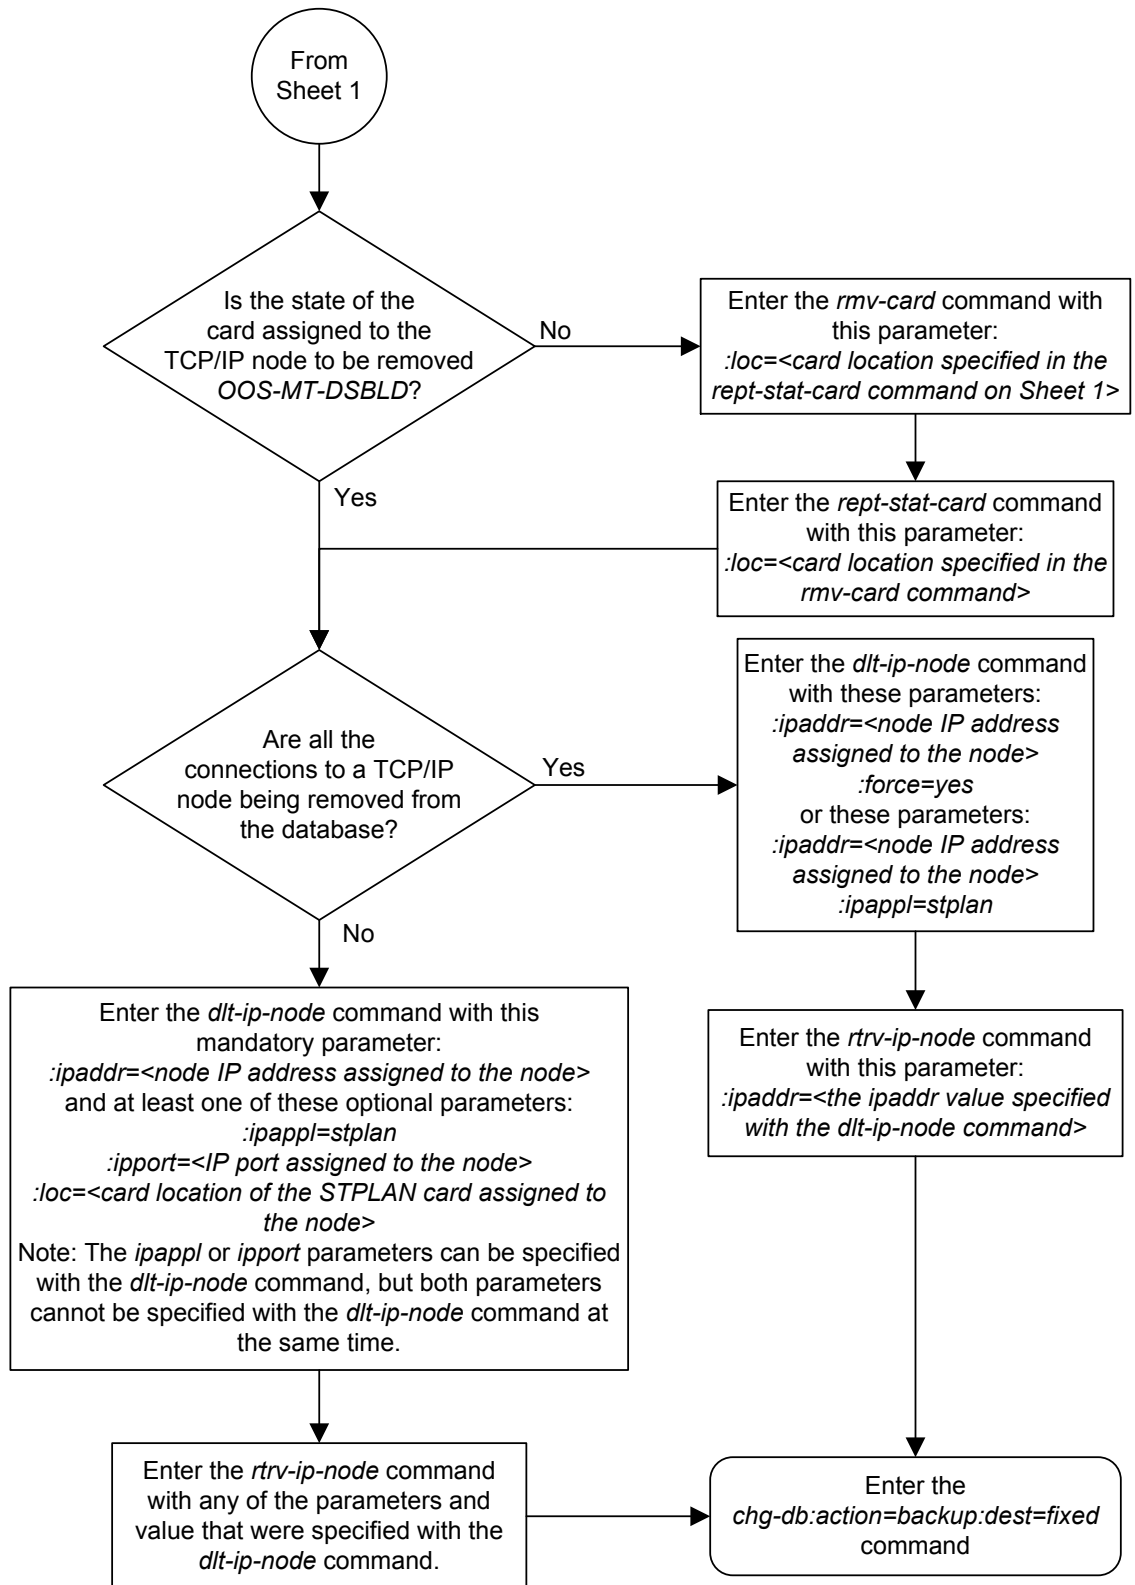 From
Sheet 1
Is the state of the
card assigned to the
TCP/IP node to be removed
OOS-MT-DSBLD?
No
Enter the rmv-card command with
this parameter:
:loc=<card location specified in the
rept-stat-card command on Sheet 1>
Yes
Enter the rept-stat-card command
with this parameter:
:loc=<card location specified in the
rmv-card command>
Are all the
connections to a TCP/IP
node being removed from
the database?
Yes
Enter the dlt-ip-node command
with these parameters:
:ipaddr=<node IP address
assigned to the node>
:force=yes
or these parameters:
:ipaddr=<node IP address
assigned to the node>
:ipappl=stplan
No
Enter the dlt-ip-node command with this
mandatory parameter:
:ipaddr=<node IP address assigned to the node>
and at least one of these optional parameters:
:ipappl=stplan
:ipport=<IP port assigned to the node>
:loc=<card location of the STPLAN card assigned to
the node>
Note: The ipappl or ipport parameters can be specified
with the dlt-ip-node command, but both parameters
cannot be specified with the dlt-ip-node command at
the same time.
Enter the rtrv-ip-node command
with this parameter:
:ipaddr=<the ipaddr value specified
with the dlt-ip-node command>
Enter the rtrv-ip-node command
with any of the parameters and
value that were specified with the
dlt-ip-node command.
Enter the
chg-db:action=backup:dest=fixed
command